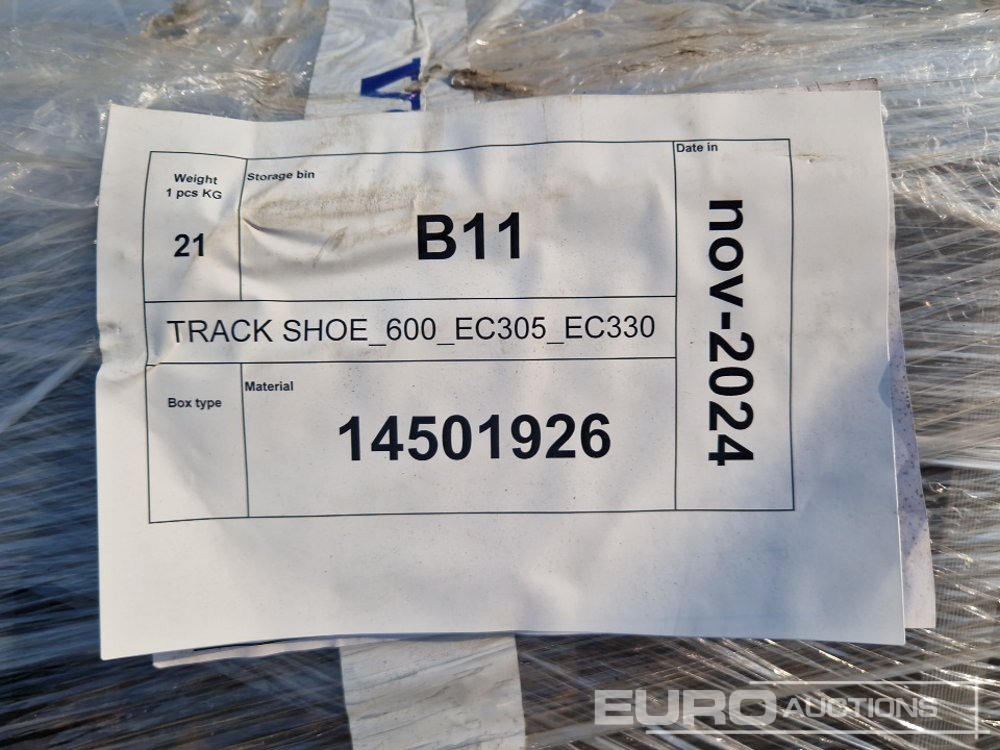 Weight
1 pcs KG
21
Storage bin
B11
Date in
nov-2024
TRACK SHOE_600_EC305_EC330
Box type
Material
14501926
EURO AUCTIONS